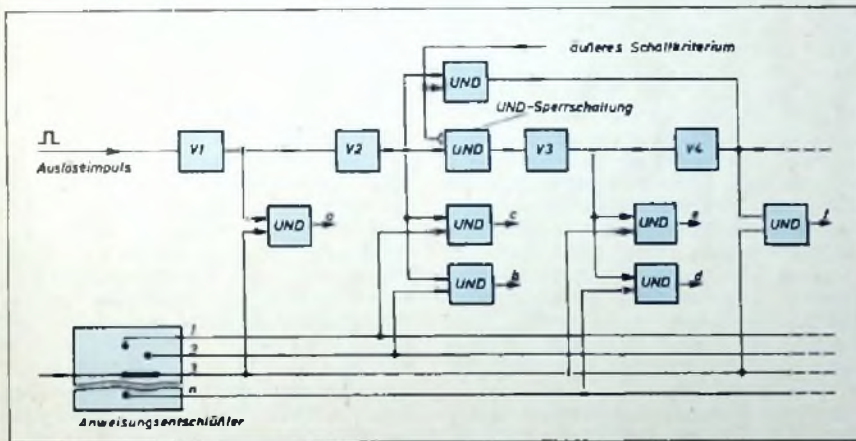 äußeres Schaltkriterium
UND
UND-Sperrschaltung
V1
V2
UND
V3
V4
Auslöseimpuls
UND
a
UND
c
UND
e
UND
f
UND
b
UND
d
1
2
3
n
Anweisungsentschlüßler